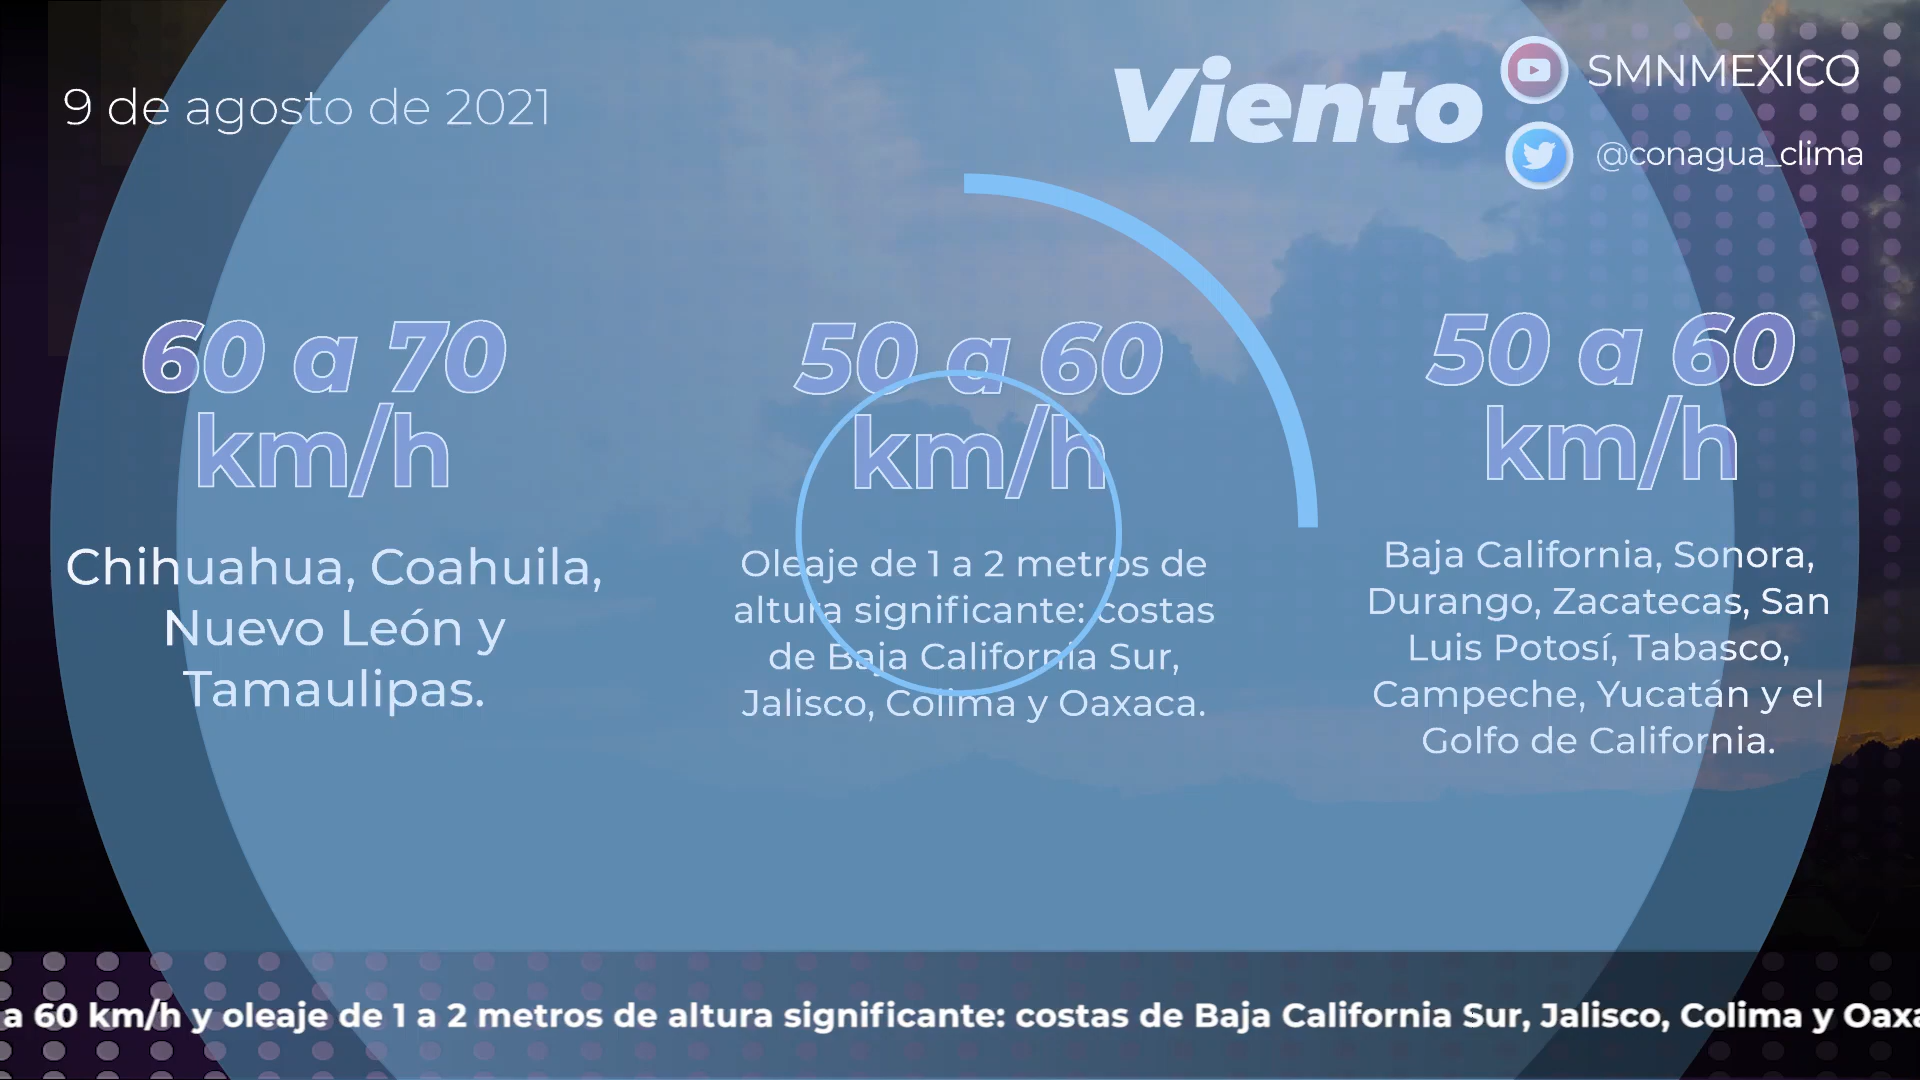 9 de agosto de 2021
Viento
SMNMEXICO
@conagua_clima
60 a 70
km/h
Chihuahua, Coahuila,
Nuevo León y
Tamaulipas.
50 a 60
km/h
Oleaje de 1 a 2 metros de
altura significante: costas
de Baja California Sur,
Jalisco, Colima y Oaxaca.
50 a 60
km/h
Baja California, Sonora,
Durango, Zacatecas, San
Luis Potosí, Tabasco,
Campeche, Yucatán y el
Golfo de California.
a 60 km/h y oleaje de 1 a 2 metros de altura significante: costas de Baja California Sur, Jalisco, Colima y Oaxa